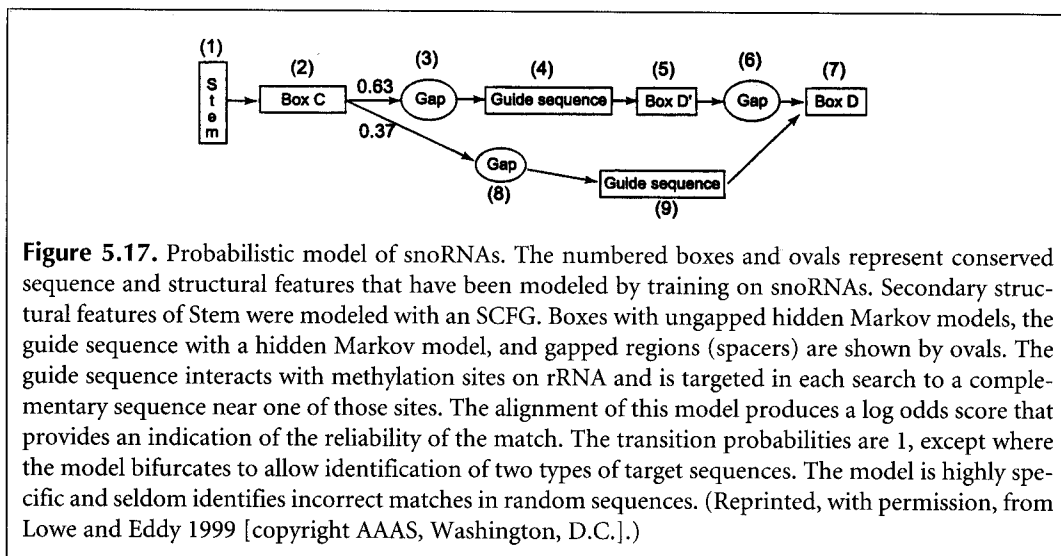 (1)
(2)
(3)
(4)
(5)
(6)
(7)
Stem
Box C
0.63
Gap
Guide sequence
Box D'
Gap
Box D
0.37
Gap
(8)
Guide sequence
(9)
Figure 5.17. Probabilistic model of snoRNAs. The numbered boxes and ovals represent conserved
sequence and structural features that have been modeled by training on snoRNAs. Secondary struc-
tural features of Stem were modeled with an SCFG. Boxes with ungapped hidden Markov models, the
guide sequence with a hidden Markov model, and gapped regions (spacers) are shown by ovals. The
guide sequence interacts with methylation sites on rRNA and is targeted in each search to a comple-
mentary sequence near one of those sites. The alignment of this model produces a log odds score that
provides an indication of the reliability of the match. The transition probabilities are 1, except where
the model bifurcates to allow identification of two types of target sequences. The model is highly spe-
cific and seldom identifies incorrect matches in random sequences. (Reprinted, with permission, from
Lowe and Eddy 1999 [copyright AAAS, Washington, D.C.].)